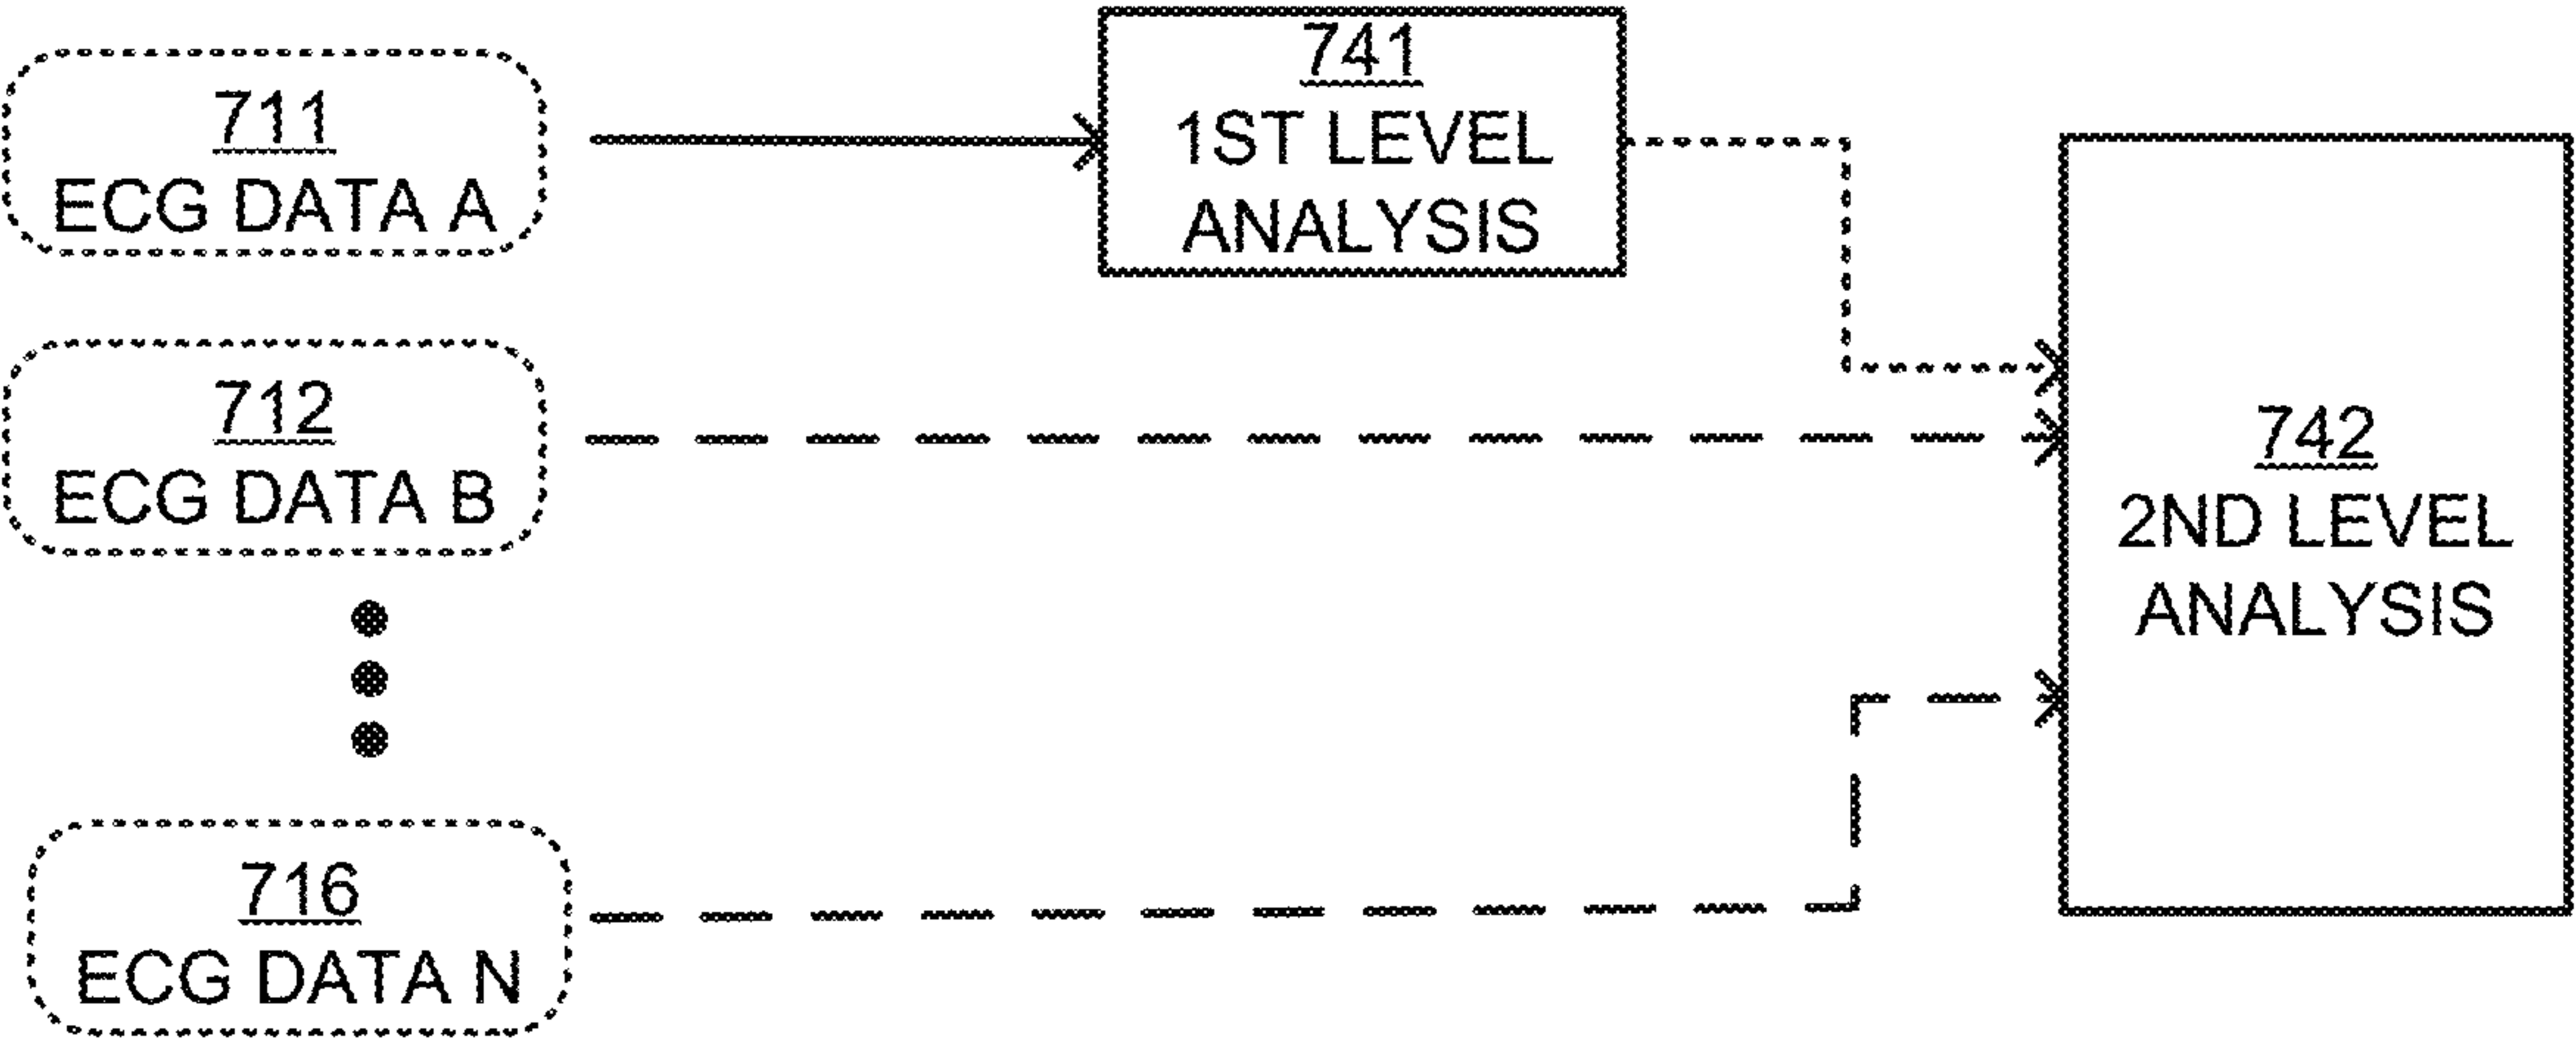 711
ECG DATA A
741
1ST LEVEL
ANALYSIS
712
ECG DATA B
742
2ND LEVEL
ANALYSIS
716
ECG DATA N